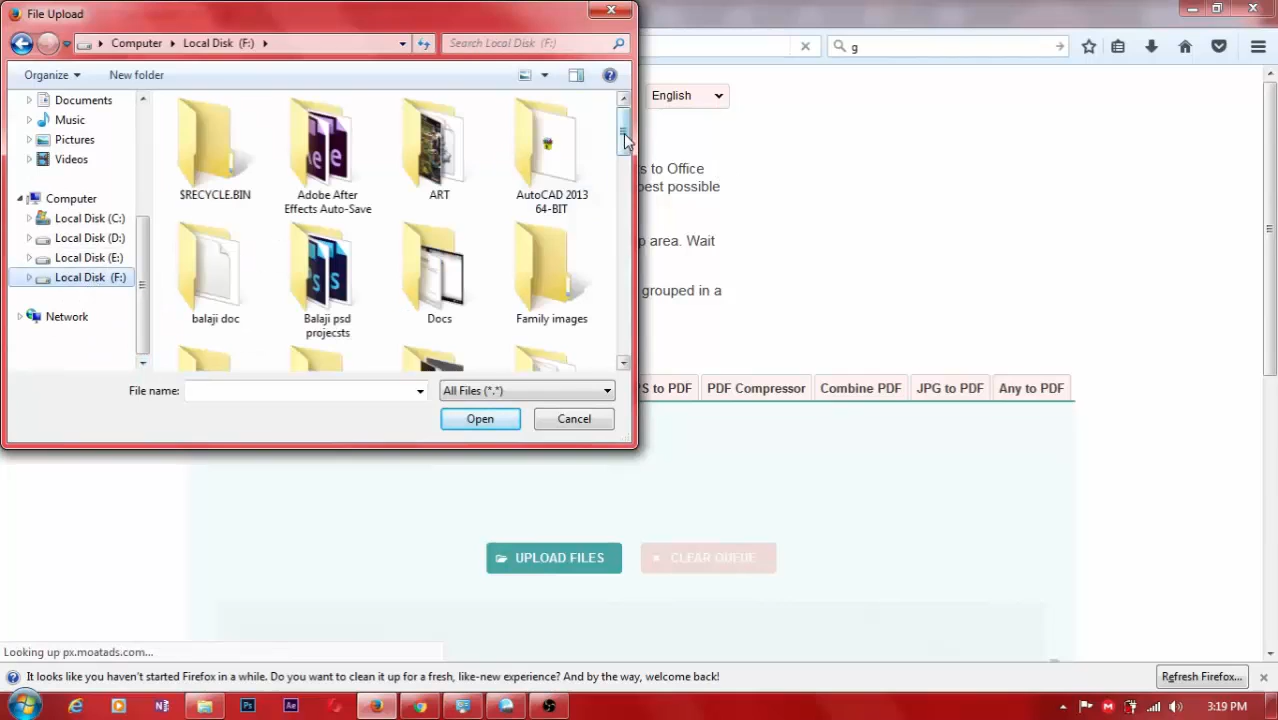 File Upload
Computer
Local Disk (F:)
Search Local Disk (F:)
g
Organize
New folder
Documents
Music
Pictures
Videos
Computer
Local Disk (C:)
Local Disk (D:)
Local Disk (E:)
Local Disk (F:)
Network
$RECYCLE.BIN
Adobe After
Effects Auto-Save
ART
AutoCAD 2013
64-BIT
balaji doc
Balaji psd
projecsts
Docs
Family images
File name:
All Files (*.*)
Open
Cancel
English
s to Office
best possible
area. Wait
grouped in a
S to PDF
PDF Compressor
Combine PDF
JPG to PDF
Any to PDF
UPLOAD FILES
CLEAR QUEUE
Looking up px.moatads.com...
It looks like you haven't started Firefox in a while. Do you want to clean it up for a fresh, like-new experience? And by the way, welcome back!
Refresh Firefox...
3:19 PM